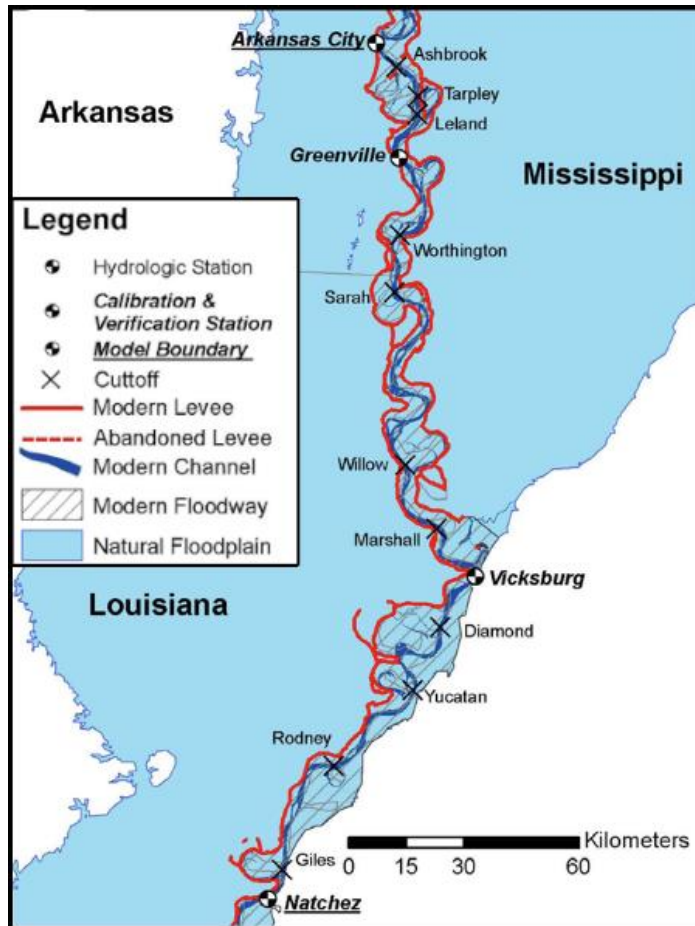 Arkansas City
Ashbrook
Arkansas
Tarpley
Leland
Greenville
Mississippi
Legend
Hydrologic Station
Calibration &
Verification Station
Model Boundary
Cuttoff
Modern Levee
Abandoned Levee
Modern Channel
Modern Floodway
Natural Floodplain
Worthington
Sarah
Willow
Marshall
Vicksburg
Louisiana
Diamond
Yucatan
Rodney
Kilometers
0 15 30 60
Giles
Natchez